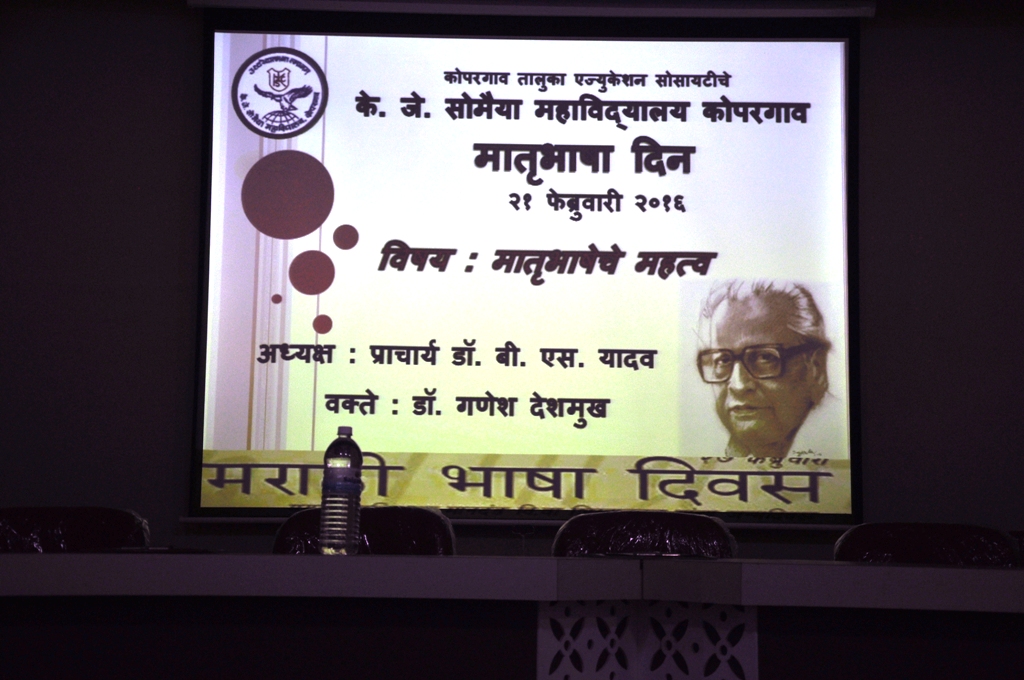 कोपरगाव तालुका एज्युकेशन सोसायटीचे
के. जे. सोमैया महाविद्यालय कोपरगाव
मातृभाषा दिन
२१ फेब्रुवारी २०१६
विषय : मातृभाषेचे महत्व
अध्यक्ष : प्राचार्य डॉ. बी. एस. यादव
वक्ते : डॉ. गणेश देशमुख
२७ फेब्रुवारी
मराठी भाषा दिवस